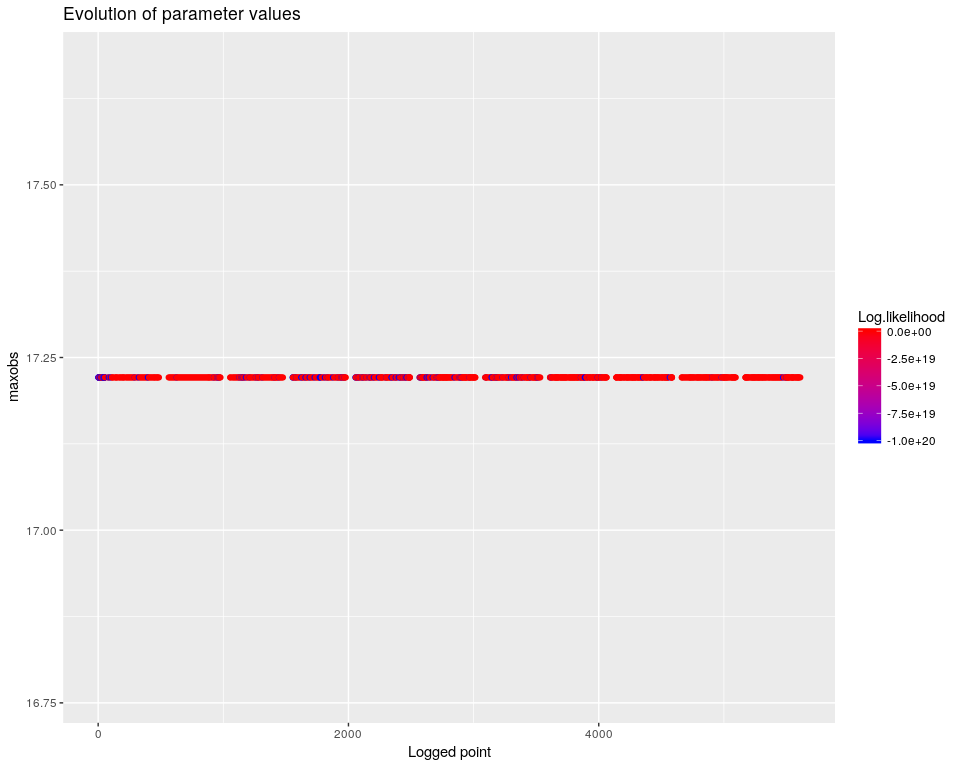 Evolution of parameter values
17.50
17.25
17.00
16.75
maxobs
0
2000
4000
Logged point
Log.likelihood
0.0e+00
-2.5e+19
-5.0e+19
-7.5e+19
-1.0e+20